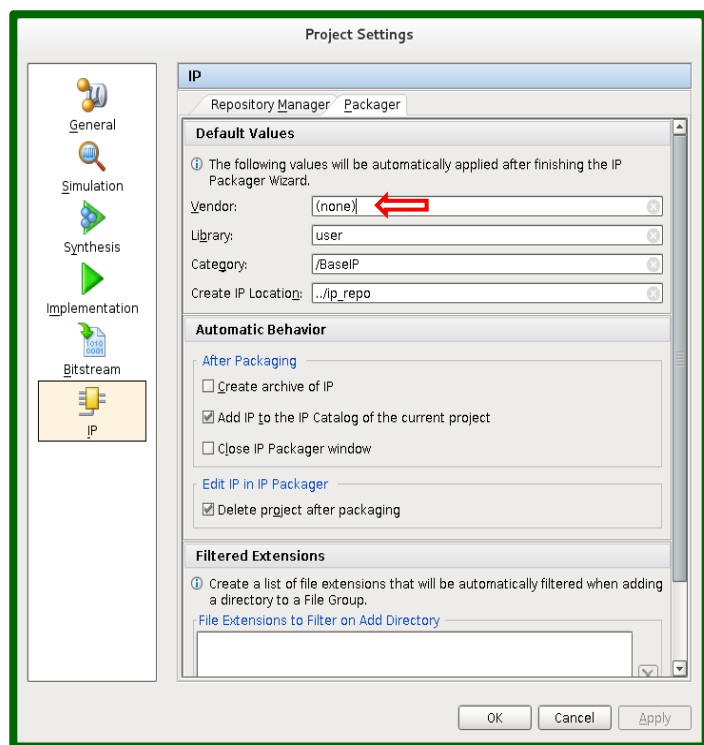 Project Settings
General
Simulation
Synthesis
Implementation
1010
0001
Bitstream
IP
IP
Repository Manager
Packager
Default Values
The following values will be automatically applied after finishing the IP
Packager Wizard.
Vendor: (none)
Library: user
Category: /BaseIP
Create IP Location: ../ip_repo
Automatic Behavior
After Packaging
Create archive of IP
Add IP to the IP Catalog of the current project
Close IP Packager window
Edit IP in IP Packager
Delete project after packaging
Filtered Extensions
Create a list of file extensions that will be automatically filtered when adding
a directory to a File Group.
File Extensions to Filter on Add Directory
OK Cancel Apply